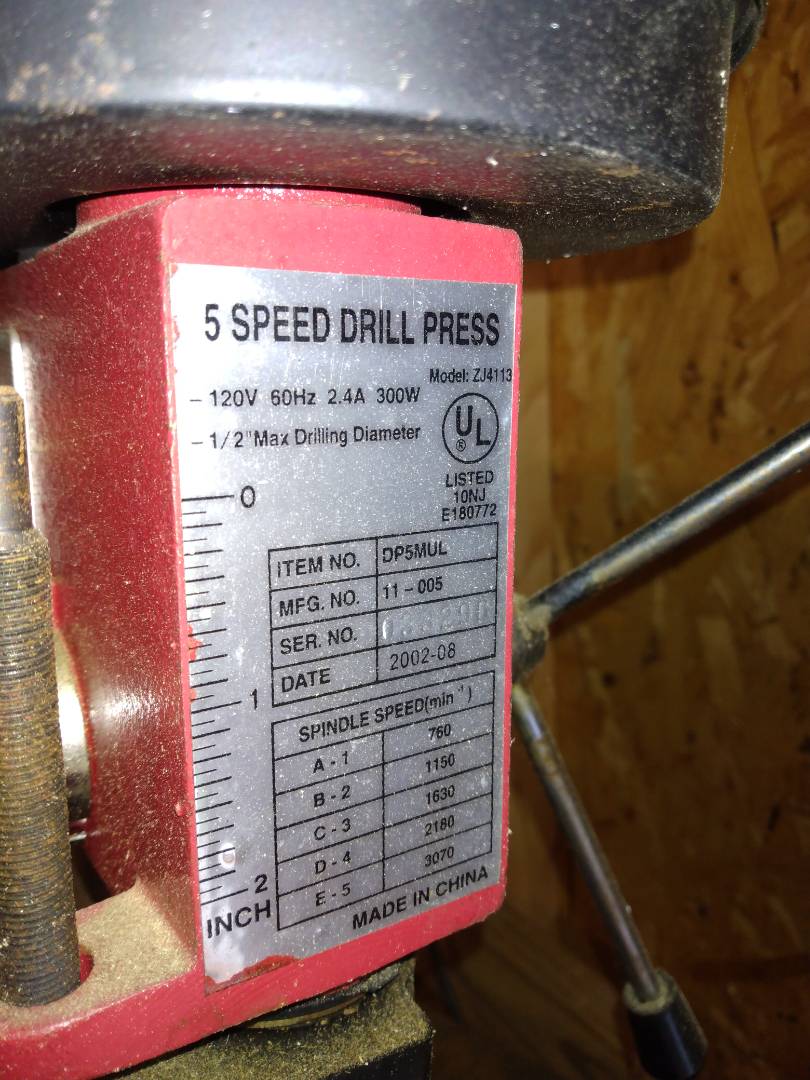 5 SPEED DRILL PRESS
Model: ZJ4113
- 120V 60Hz 2.4A 300W
- 1/2"Max Drilling Diameter
UL
®
LISTED
10NJ
E180772
0
1
2
INCH
ITEM NO. DP5MUL
MFG. NO. 11-005
SER. NO.
DATE 2002-08
SPINDLE SPEED(min⁻¹)
A-1 760
B-2 1150
C-3 1630
D-4 2180
E-5 3070
MADE IN CHINA